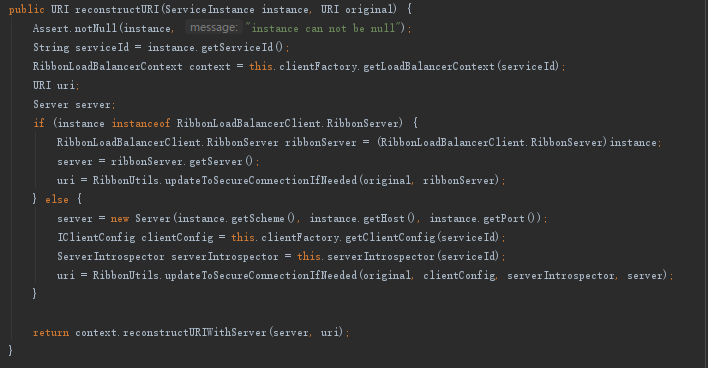 public URI reconstructURI(ServiceInstance instance, URI original) {
    Assert.notNull(instance, message: "instance can not be null");
    String serviceId = instance.getServiceId();
    RibbonLoadBalancerContext context = this.clientFactory.getLoadBalancerContext(serviceId);
    URI uri;
    Server server;
    if (instance instanceof RibbonLoadBalancerClient.RibbonServer) {
        RibbonLoadBalancerClient.RibbonServer ribbonServer = (RibbonLoadBalancerClient.RibbonServer)instance;
        server = ribbonServer.getServer();
        uri = RibbonUtils.updateToSecureConnectionIfNeeded(original, ribbonServer);
    } else {
        server = new Server(instance.getScheme(), instance.getHost(), instance.getPort());
        IClientConfig clientConfig = this.clientFactory.getClientConfig(serviceId);
        ServerIntrospector serverIntrospector = this.serverIntrospector(serviceId);
        uri = RibbonUtils.updateToSecureConnectionIfNeeded(original, clientConfig, serverIntrospector, server);
    }

    return context.reconstructURIWithServer(server, uri);
}